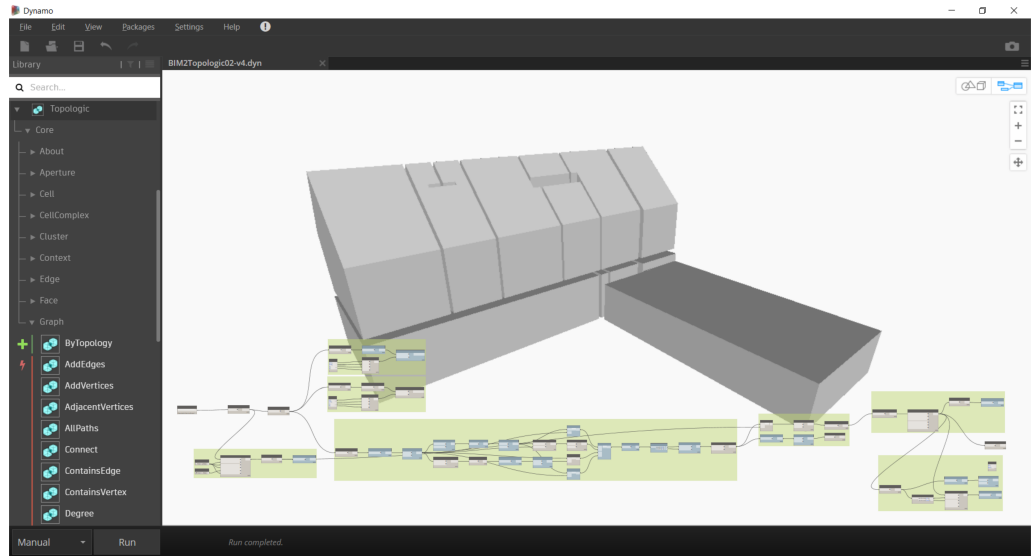 Dynamo
File Edit View Packages Settings Help
Library
BIM2Topologic02-v4.dyn
Search...
Topologic
Core
About
Aperture
Cell
CellComplex
Cluster
Context
Edge
Face
Graph
ByTopology
AddEdges
AddVertices
AdjacentVertices
AllPaths
Connect
ContainsEdge
ContainsVertex
Degree
Manual Run Run completed.